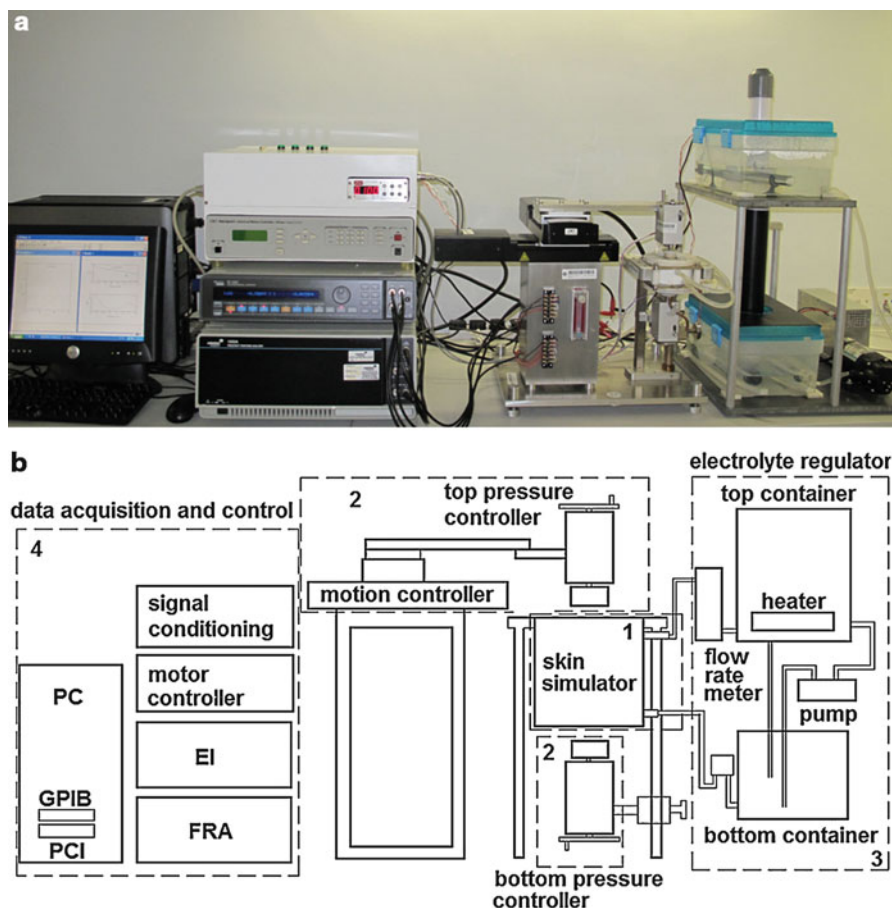 a
0.100
b
electrolyte regulator
top container
top pressure
controller
2
data acquisition and control
4
motion controller
signal
conditioning
heater
1
skin
simulator
flow
rate
meter
motor
controller
PC
pump
2
EI
GPIB
FRA
PCI
bottom container
3
bottom pressure
controller